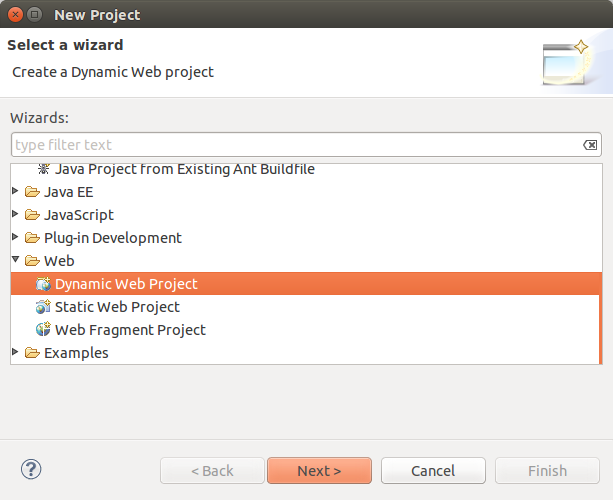 New Project
Select a wizard
Create a Dynamic Web project
Wizards:
type filter text
Java Project from Existing Ant Buildfile
Java EE
JavaScript
Plug-in Development
Web
Dynamic Web Project
Static Web Project
Web Fragment Project
Examples
? < Back Next > Cancel Finish